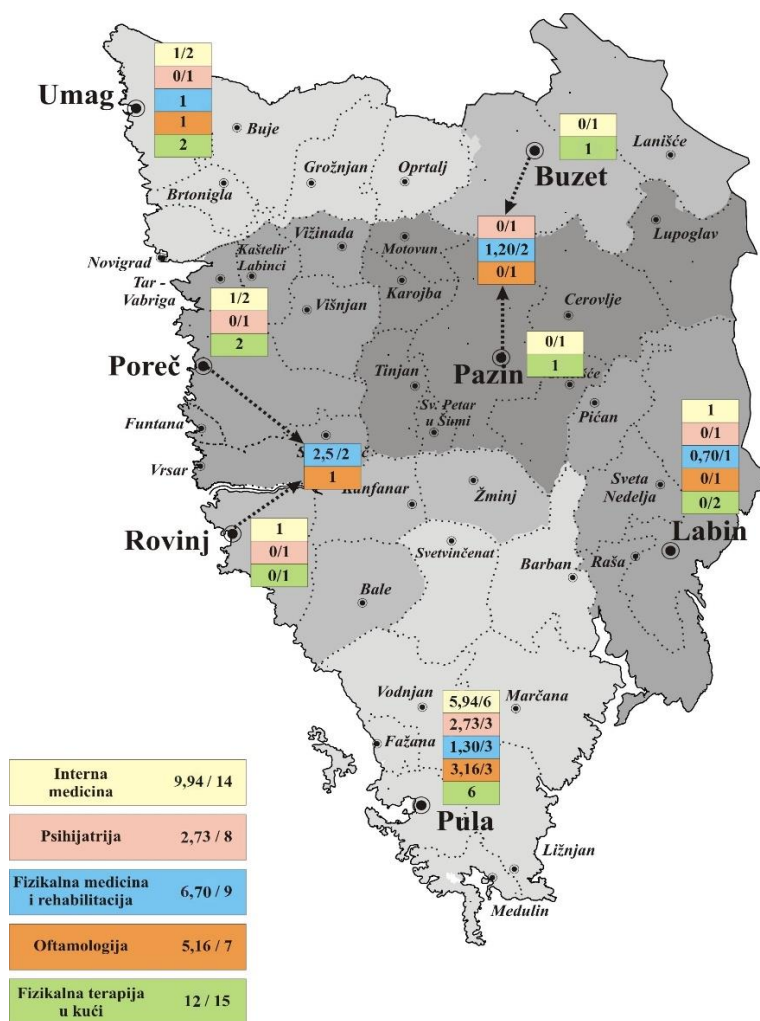 1/2
0/1
Umag
1
1
2
Buje
Brtonigla
Grožnjan
Oprtalj
0/1
1
Buzet
Lanišće
Novigrad
Tar -
Vabriga
Kaštelir
Labinci
Vižinada
Višnjan
Motovun
Karojba
0/1
1,20/2
0/1
Lupoglav
Cerovlje
1/2
0/1
2
Poreč
Tinjan
Sv. Petar
u Šumi
Pazin
0/1
1
Pićan
Funtana
Vrsar
2,5/2
1
Kanfanar
Žminj
1
0/1
0,70/1
0/1
0/2
Sveta
Nedelja
Labin
Raša
Rovinj
1
0/1
0/1
Svetvinčenat
Barban
Bale
Vodnjan
Marčana
Fažana
5,94/6
2,73/3
1,30/3
3,16/3
6
Pula
Ližnjan
Medulin
Interna
medicina 9,94 / 14
Psihijatrija 2,73 / 8
Fizikalna medicina
i rehabilitacija 6,70 / 9
Oftamologija 5,16 / 7
Fizikalna terapija
u kući 12 / 15